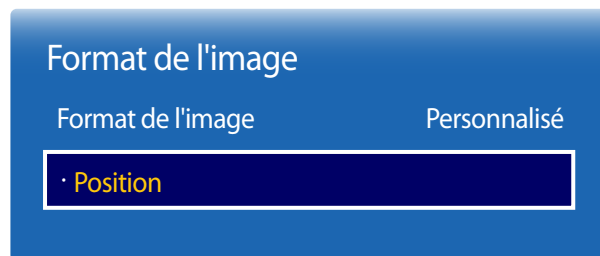 Format de l'image
Format de l'image Personnalisé
· Position